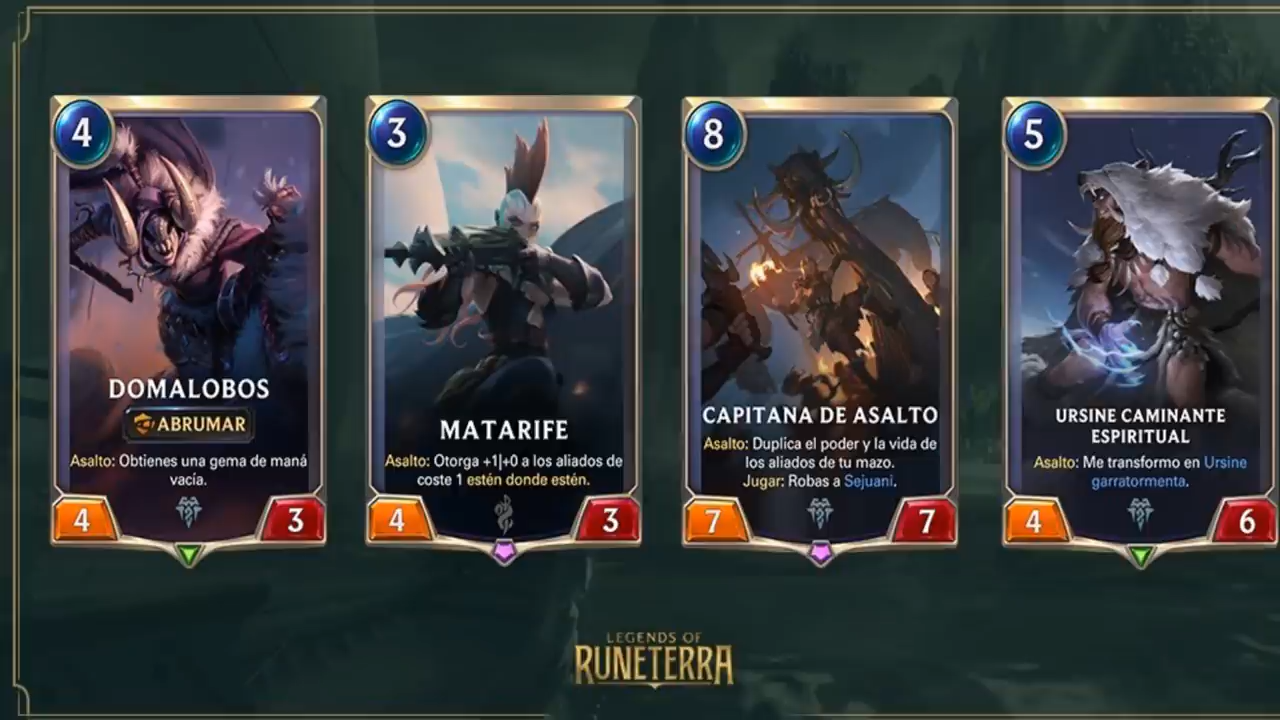 4
DOMALOBOS
ABRUMAR
Asalto: Obtienes una gema de maná
vacía.
4
3
3
MATARIFE
Asalto: Otorga +1|+0 a los aliados de
coste 1 estén donde estén.
4
3
8
CAPITANA DE ASALTO
Asalto: Duplica el poder y la vida de
los aliados de tu mazo.
Jugar: Robas a Sejuani.
7
7
5
URSINE CAMINANTE
ESPIRITUAL
Asalto: Me transformo en Ursine
garratormenta.
4
6
LEGENDS OF
RUNETERRA